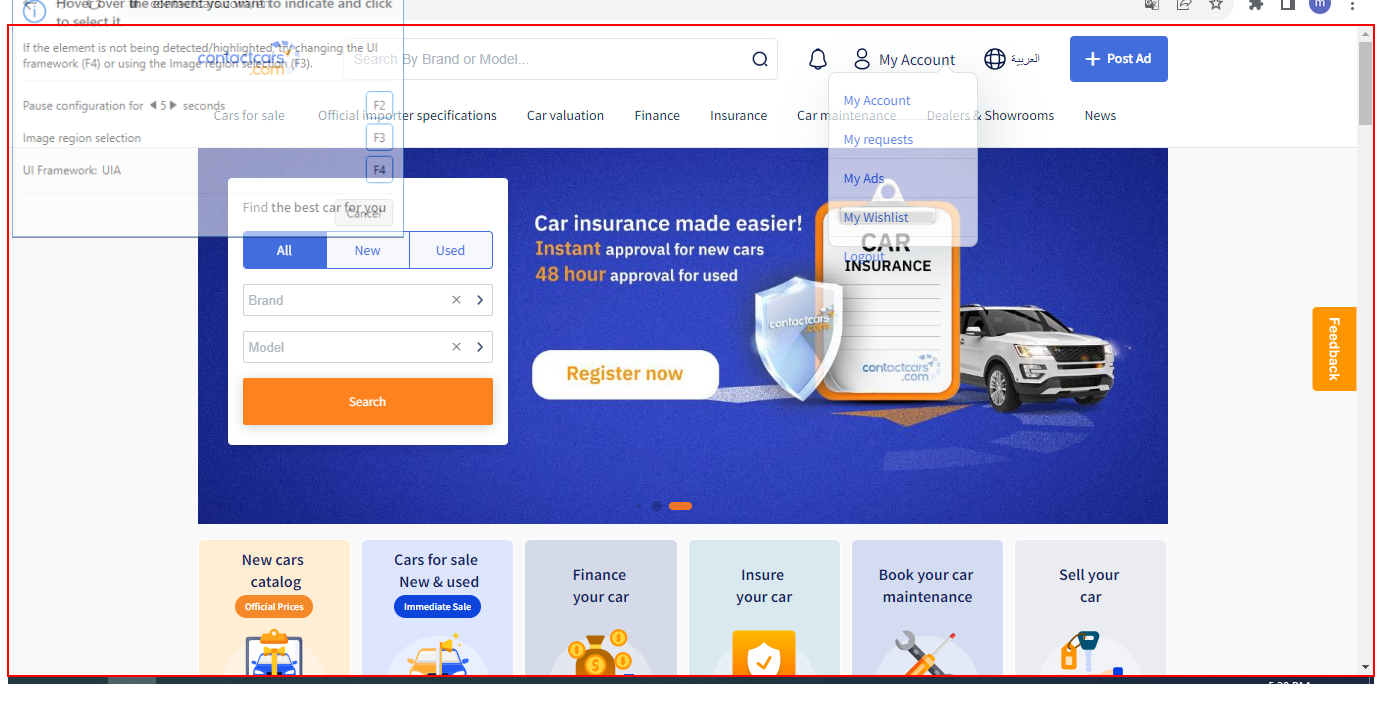 Hover over the element you want to indicate and click
to select it
m
If the element is not being detected/highlighted, try changing the UI
framework (F4) or using the Image region selection (F3).
Pause configuration for 5 seconds
F2
Image region selection
F3
UI Framework: UIA
F4
Cancel
contactcars
.com
Search By Brand or Model...
My Account
العربية
Post Ad
Cars for sale
Official importer specifications
Car valuation
Finance
Insurance
Car maintenance
Dealers & Showrooms
News
My Account
My requests
My Ads
My Wishlist
Logout
Find the best car for you
All
New
Used
Brand
Model
Search
Car insurance made easier!
Instant approval for new cars
48 hour approval for used
Register now
CAR
INSURANCE
contactcars
.com
contactcars
.com
Feedback
New cars
catalog
Official Prices
Cars for sale
New & used
Immediate Sale
Finance
your car
Insure
your car
Book your car
maintenance
Sell your
car